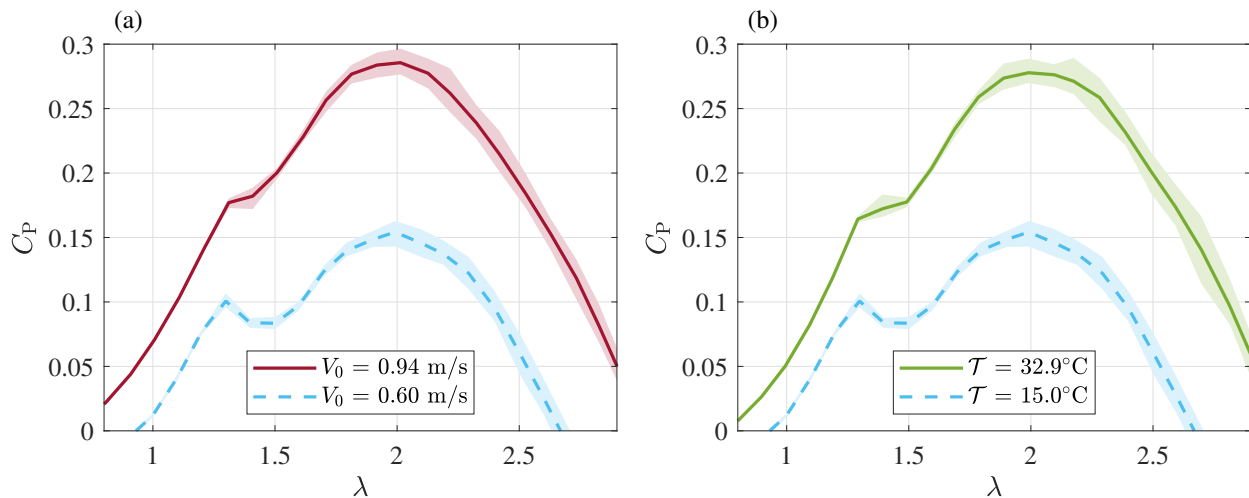 (a)
0.3
0.25
0.2
0.15
0.1
0.05
0
C_P
V_0 = 0.94 m/s
V_0 = 0.60 m/s
1
1.5
2
2.5
λ
(b)
0.3
0.25
0.2
0.15
0.1
0.05
0
C_P
𝒯 = 32.9°C
𝒯 = 15.0°C
1
1.5
2
2.5
λ